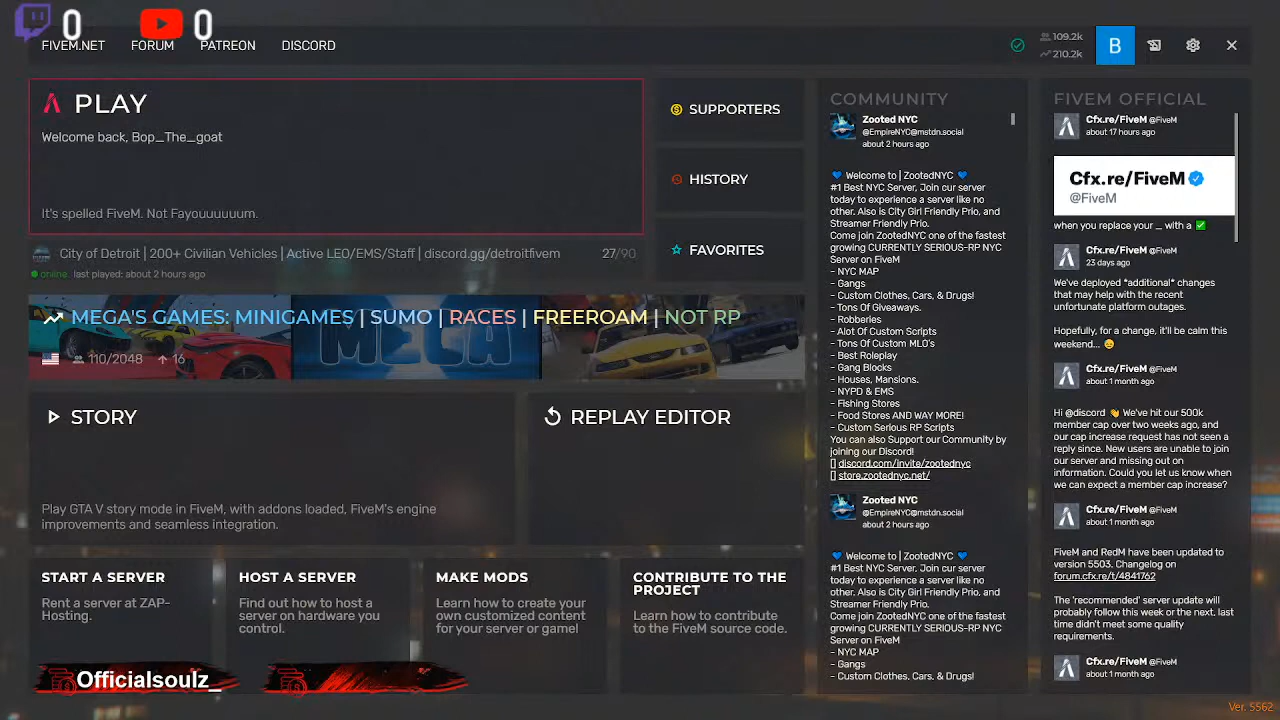 0
0
FIVEM.NET
FORUM
PATREON
DISCORD
109.2k
210.2k
B
PLAY
Welcome back, Bop_The_goat
It's spelled FiveM. Not Fayouuuuuum.
City of Detroit | 200+ Civilian Vehicles | Active LEO/EMS/Staff | discord.gg/detroitfivem
27/90
online, last played: about 2 hours ago
SUPPORTERS
HISTORY
FAVORITES
MEGA'S GAMES: MINIGAMES | SUMO | RACES | FREEROAM | NOT RP
MEGA
110/2048
16
STORY
Play GTA V story mode in FiveM, with addons loaded, FiveM's engine
improvements and seamless integration.
REPLAY EDITOR
START A SERVER
Rent a server at ZAP-
Hosting.
HOST A SERVER
Find out how to host a
server on hardware you
control.
MAKE MODS
Learn how to create your
own customized content
for your server or game!
CONTRIBUTE TO THE
PROJECT
Learn how to contribute
to the FiveM source code.
Officialsoulz_
COMMUNITY
Zooted NYC
@EmpireNYC@mstdn.social
about 2 hours ago
💙 Welcome to | ZootedNYC 💙
#1 Best NYC Server, Join our server
today to experience a server like no
other. Also is City Girl Friendly Prio, and
Streamer Friendly Prio.
Come join ZootedNYC one of the fastest
growing CURRENTLY SERIOUS-RP NYC
Server on FiveM
- NYC MAP
- Gangs
- Custom Clothes, Cars, & Drugs!
- Tons Of Giveaways.
- Robberies
- Alot Of Custom Scripts
- Tons Of Custom MLO's
- Best Roleplay
- Gang Blocks
- Houses, Mansions.
- NYPD & EMS
- Fishing Stores
- Food Stores AND WAY MORE!
- Custom Serious RP Scripts
You can also Support our Community by
joining our Discord!
▯ discord.com/invite/zootednyc
▯ store.zootednyc.net/
Zooted NYC
@EmpireNYC@mstdn.social
about 2 hours ago
💙 Welcome to | ZootedNYC 💙
#1 Best NYC Server, Join our server
today to experience a server like no
other. Also is City Girl Friendly Prio, and
Streamer Friendly Prio.
Come join ZootedNYC one of the fastest
growing CURRENTLY SERIOUS-RP NYC
Server on FiveM
- NYC MAP
- Gangs
- Custom Clothes, Cars, & Drugs!
FIVEM OFFICIAL
Cfx.re/FiveM @FiveM
about 17 hours ago
Cfx.re/FiveM
@FiveM
when you replace your _ with a ✅
Cfx.re/FiveM @FiveM
23 days ago
We've deployed *additional* changes
that may help with the recent
unfortunate platform outages.
Hopefully, for a change, it'll be calm this
weekend... 😄
Cfx.re/FiveM @FiveM
about 1 month ago
Hi @discord 👋 We've hit our 500k
member cap over two weeks ago, and
our cap increase request has not seen a
reply since. New users are unable to join
our server and missing out on
information. Could you let us know when
we can expect a member cap increase?
Cfx.re/FiveM @FiveM
about 1 month ago
FiveM and RedM have been updated to
version 5503. Changelog on
forum.cfx.re/t/4841762
The 'recommended' server update will
probably follow this week or the next, last
time didn't meet some quality
requirements.
Cfx.re/FiveM @FiveM
about 1 month ago
Ver. 5562